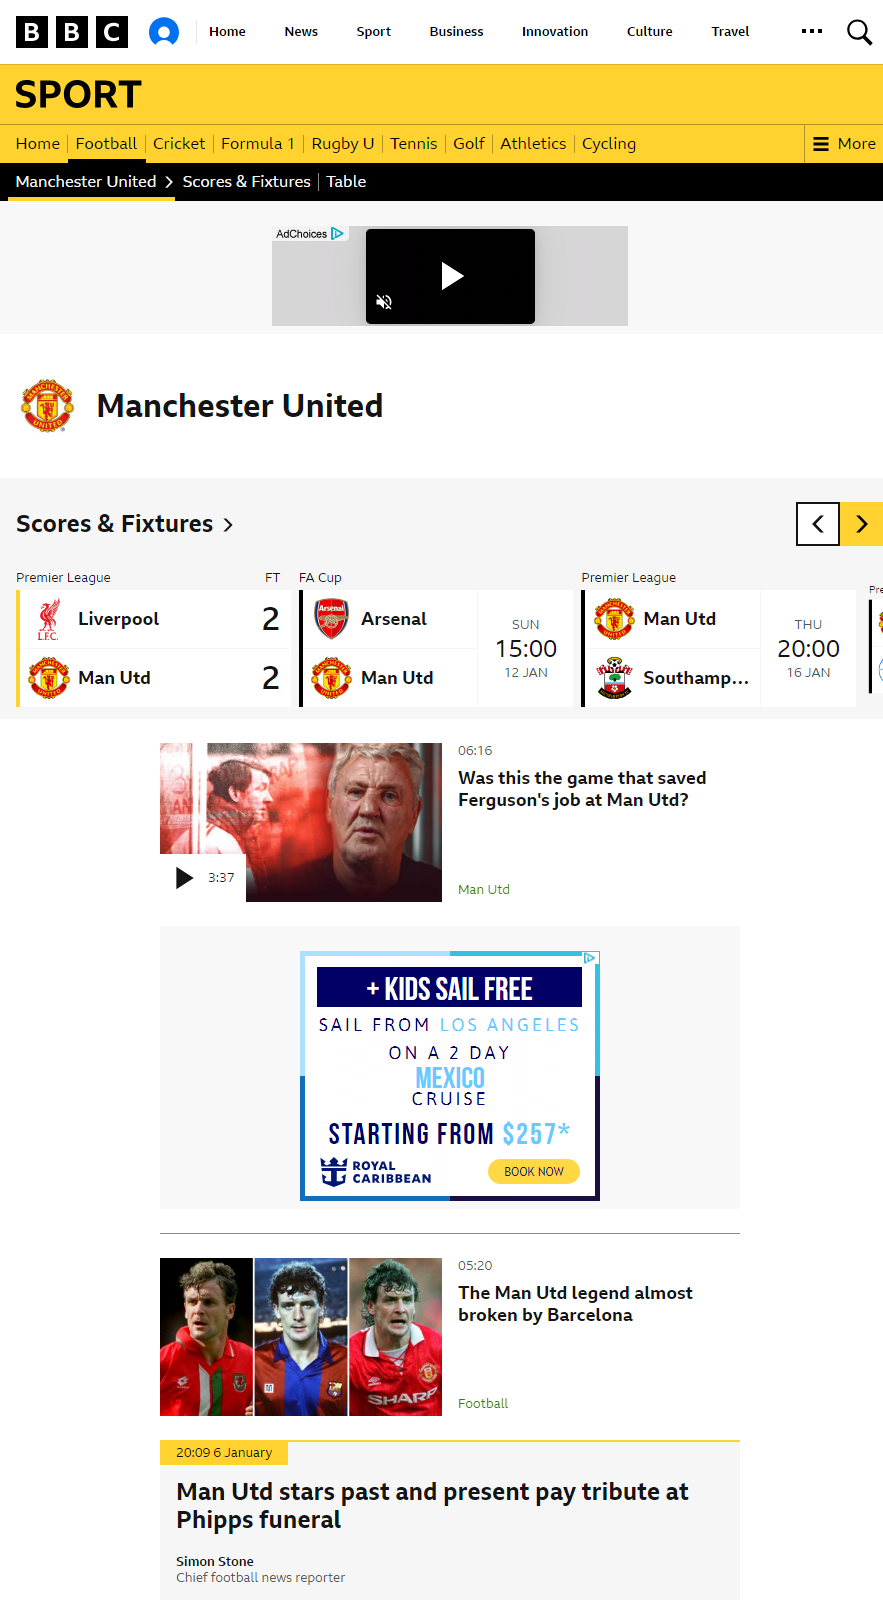 BBC
Home News Sport Business Innovation Culture Travel
SPORT
Home Football Cricket Formula 1 Rugby U Tennis Golf Athletics Cycling More
Manchester United Scores & Fixtures Table
AdChoices
Manchester United
Scores & Fixtures
Premier League FT
Liverpool 2
Man Utd 2
FA Cup
Arsenal
Man Utd
SUN
15:00
12 JAN
Premier League
Man Utd
Southamp...
THU
20:00
16 JAN
Pre
06:16
Was this the game that saved
Ferguson's job at Man Utd?
3:37
Man Utd
+ KIDS SAIL FREE
SAIL FROM LOS ANGELES
ON A 2 DAY
MEXICO
CRUISE
STARTING FROM $257*
ROYAL
CARIBBEAN
BOOK NOW
05:20
The Man Utd legend almost
broken by Barcelona
SHARP
Football
20:09 6 January
Man Utd stars past and present pay tribute at
Phipps funeral
Simon Stone
Chief football news reporter